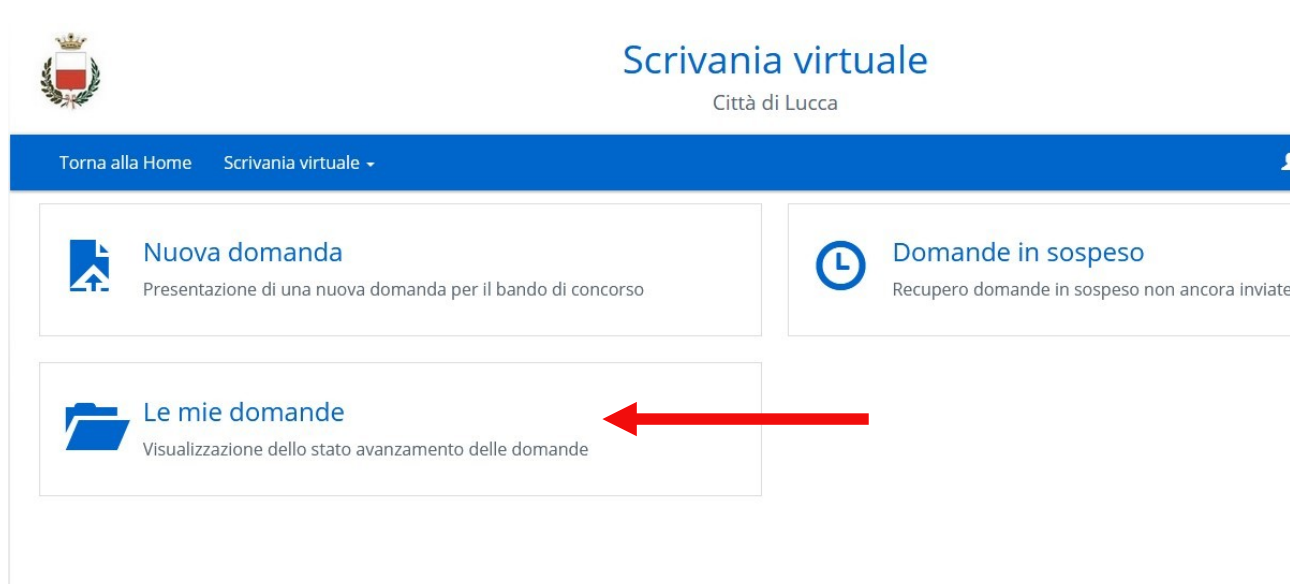 Scrivania virtuale
Città di Lucca
Torna alla Home Scrivania virtuale
Nuova domanda
Presentazione di una nuova domanda per il bando di concorso
Domande in sospeso
Recupero domande in sospeso non ancora inviate
Le mie domande
Visualizzazione dello stato avanzamento delle domande